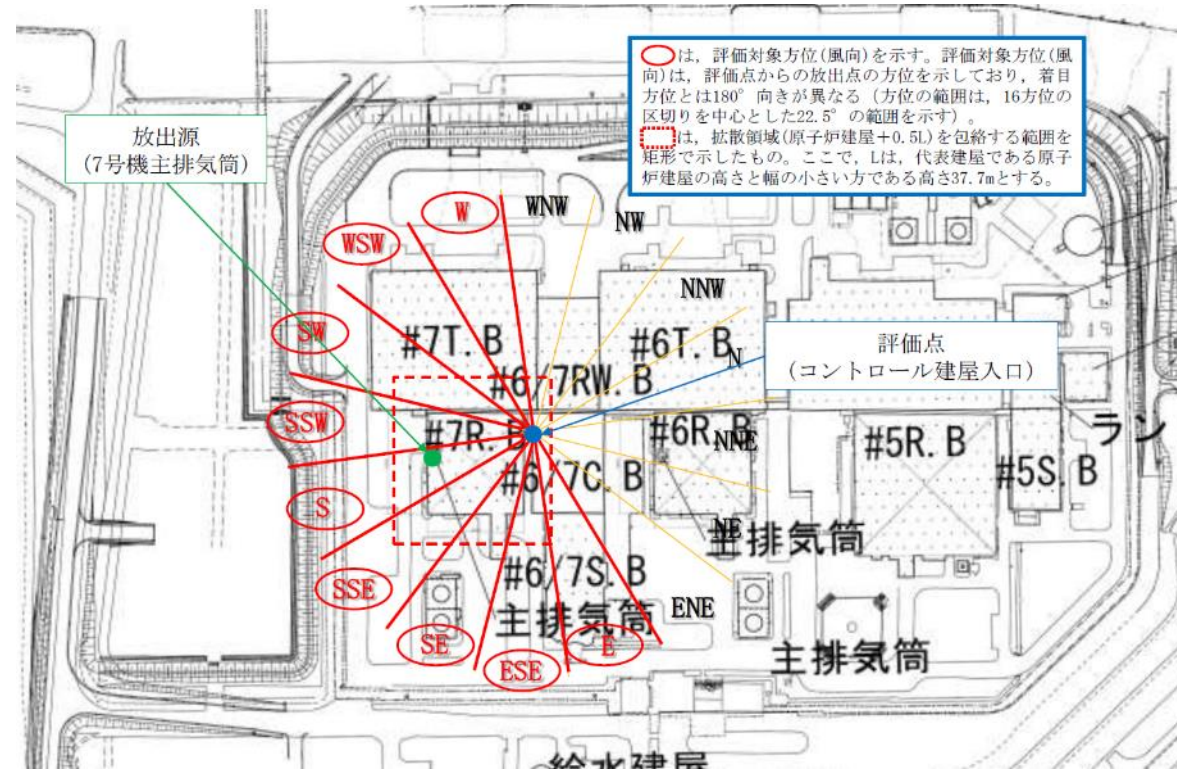 ○は，評価対象方位(風向)を示す。評価対象方位(風
向)は，評価点からの放出点の方位を示しており，着目
方位とは180°向きが異なる（方位の範囲は，16方位の
区切りを中心とした22.5°の範囲を示す）。
は，拡散領域(原子炉建屋＋0.5L)を包絡する範囲を
矩形で示したもの。ここで，Lは，代表建屋である原子
炉建屋の高さと幅の小さい方である高さ37.7mとする。
放出源
（7号機主排気筒）
W
WNW
NW
WSW
NNW
SW
#7T.B
#6T.B
N
評価点
（コントロール建屋入口）
#6/7RW.B
SSW
#7R.B
#6R.B
NNE
#5R.B
ラン
#6/7C.B
#5S.B
S
NE
主排気筒
#6/7S.B
SSE
ENE
主排気筒
SE
E
主排気筒
ESE
給水建屋